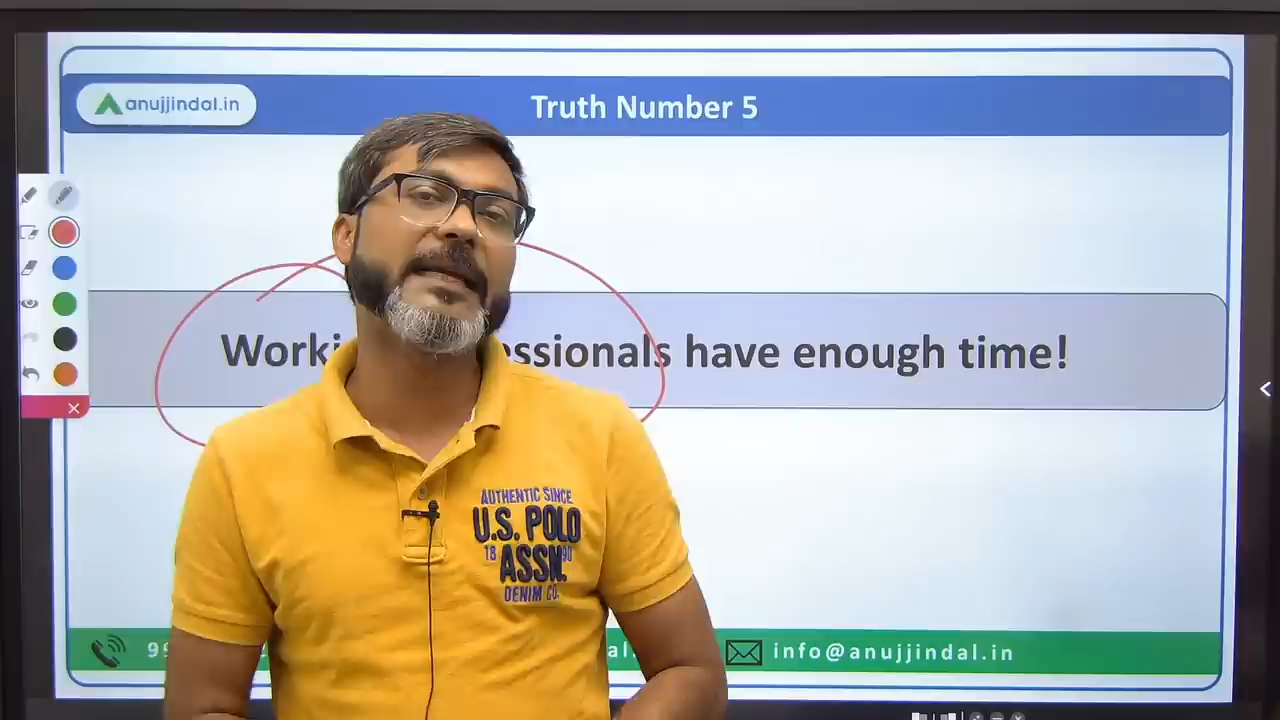 anujjindal.in
Truth Number 5
Worki essionals have enough time!
AUTHENTIC SINCE
U.S. POLO
18 90
ASSN.
DENIM CO.
info@anujjindal.in